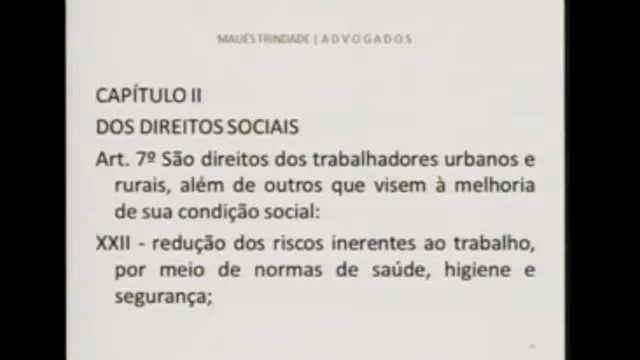 MAUÉS TRINDADE | A D V O G A D O S
CAPÍTULO II
DOS DIREITOS SOCIAIS
Art. 7º São direitos dos trabalhadores urbanos e
rurais, além de outros que visem à melhoria
de sua condição social:
XXII - redução dos riscos inerentes ao trabalho,
por meio de normas de saúde, higiene e
segurança;